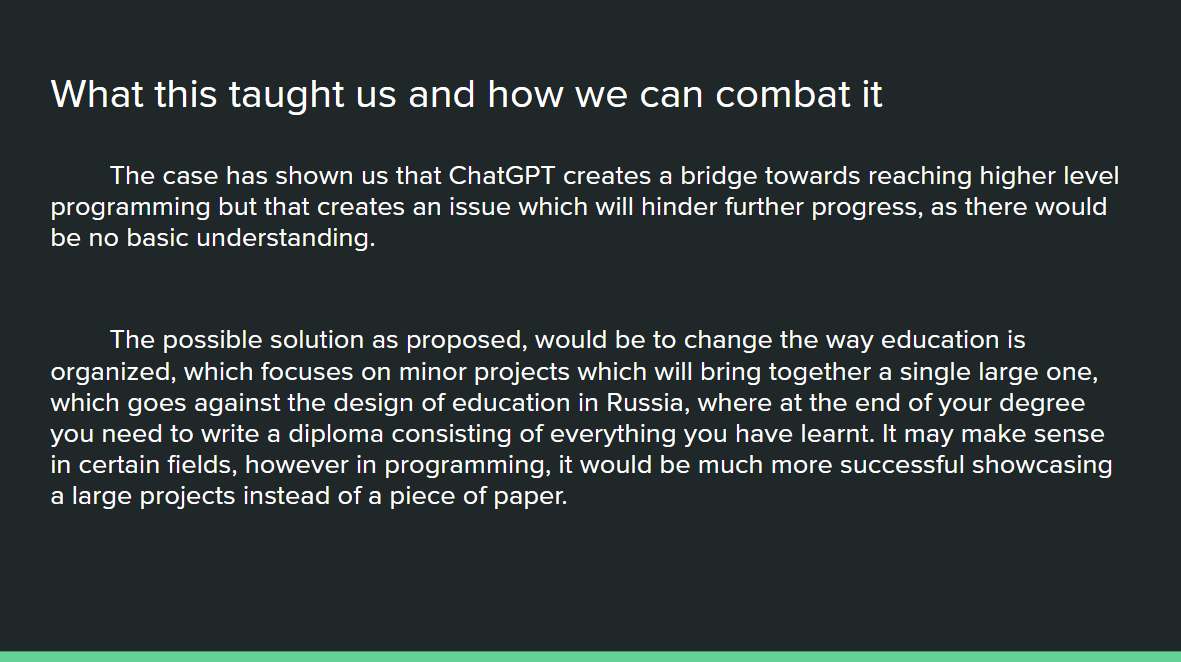 What this taught us and how we can combat it
The case has shown us that ChatGPT creates a bridge towards reaching higher level
programming but that creates an issue which will hinder further progress, as there would
be no basic understanding.
The possible solution as proposed, would be to change the way education is
organized, which focuses on minor projects which will bring together a single large one,
which goes against the design of education in Russia, where at the end of your degree
you need to write a diploma consisting of everything you have learnt. It may make sense
in certain fields, however in programming, it would be much more successful showcasing
a large projects instead of a piece of paper.